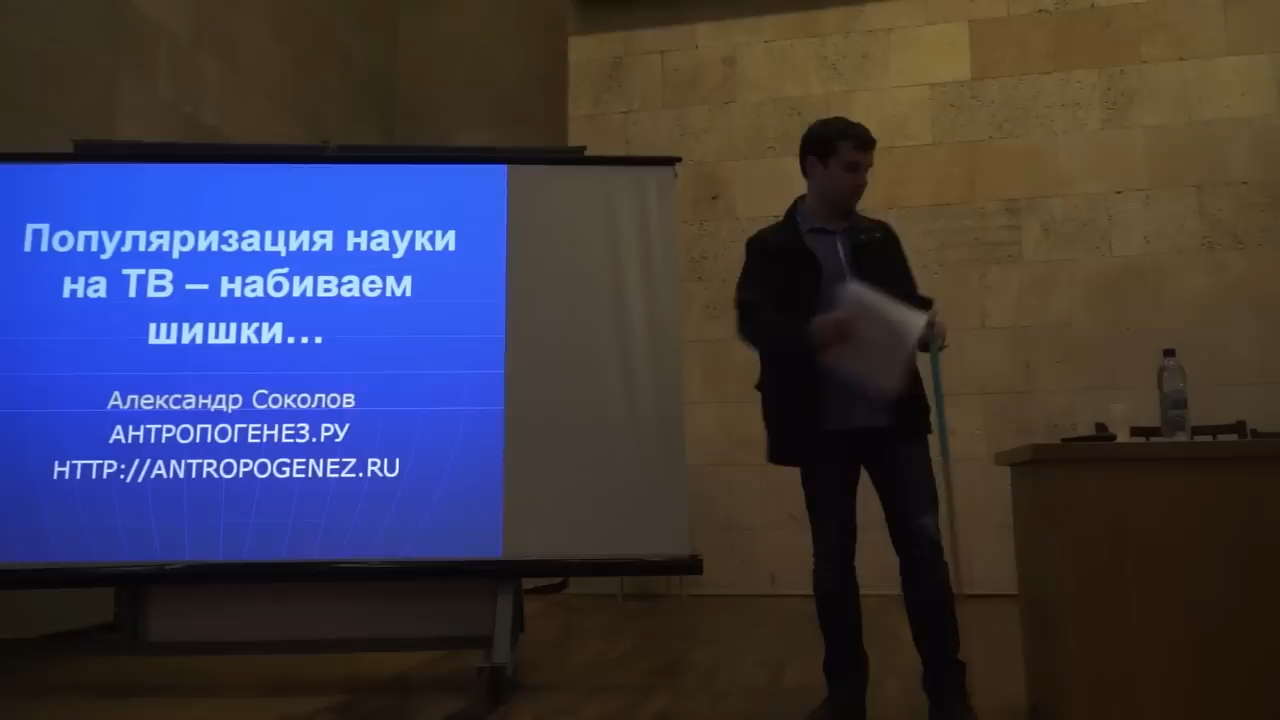 Популяризация науки
на ТВ – набиваем
шишки...
Александр Соколов
АНТРОПОГЕНЕЗ.РУ
HTTP://ANTROPOGENEZ.RU